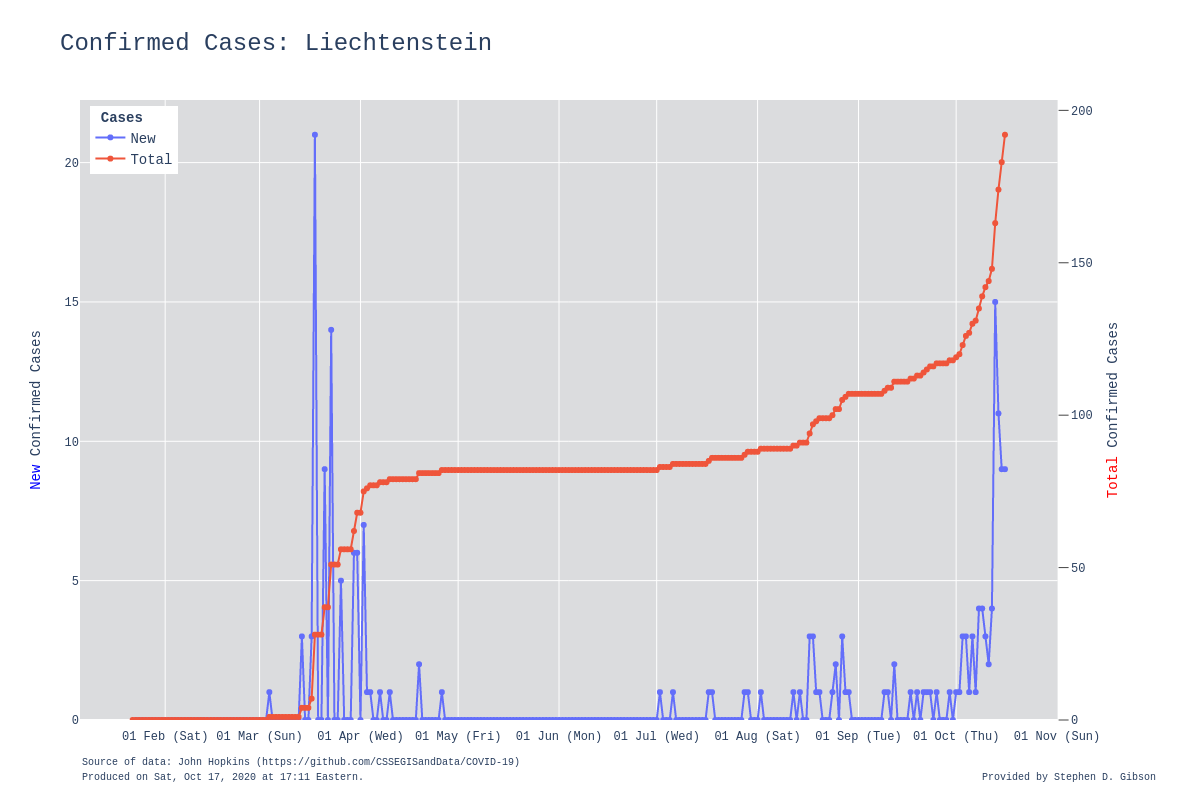 Confirmed Cases: Liechtenstein
Cases
New
Total
20
15
10
5
0
200
150
100
50
0
New Confirmed Cases
Total Confirmed Cases
01 Feb (Sat) 01 Mar (Sun) 01 Apr (Wed) 01 May (Fri) 01 Jun (Mon) 01 Jul (Wed) 01 Aug (Sat) 01 Sep (Tue) 01 Oct (Thu) 01 Nov (Sun)
Source of data: John Hopkins (https://github.com/CSSEGISandData/COVID-19)
Produced on Sat, Oct 17, 2020 at 17:11 Eastern.
Provided by Stephen D. Gibson